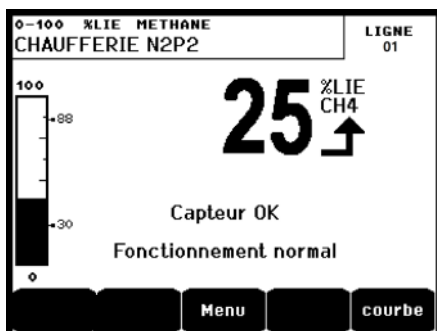 0-100 %LIE METHANE
CHAUFFERIE N2P2
LIGNE
01
100
88
30
0
25 %LIE
CH4
Capteur OK
Fonctionnement normal
Menu
courbe